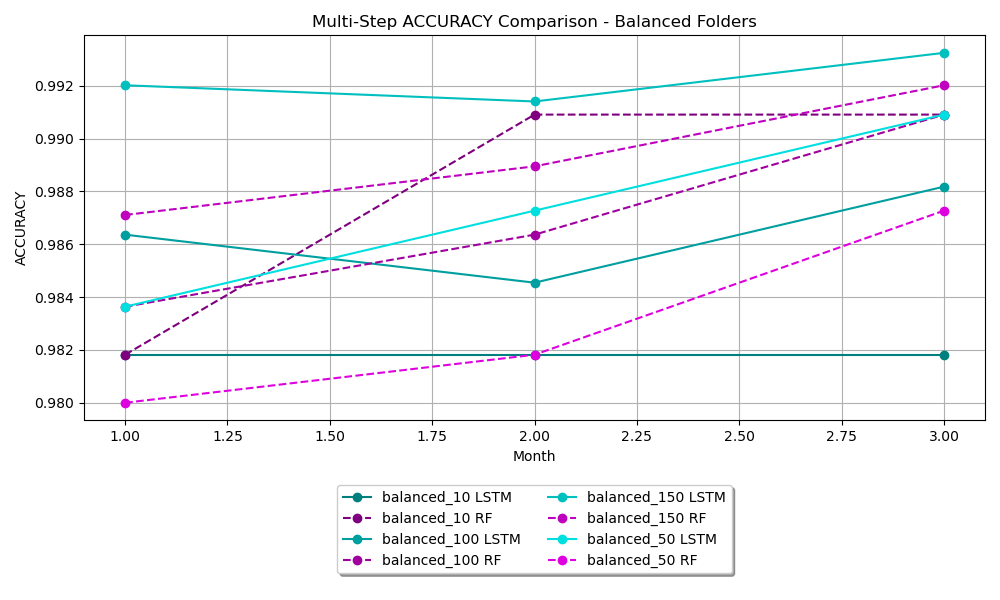 Multi-Step ACCURACY Comparison - Balanced Folders
ACCURACY
0.992
0.990
0.988
0.986
0.984
0.982
0.980
1.00 1.25 1.50 1.75 2.00 2.25 2.50 2.75 3.00
Month
balanced_10 LSTM
balanced_10 RF
balanced_100 LSTM
balanced_100 RF
balanced_150 LSTM
balanced_150 RF
balanced_50 LSTM
balanced_50 RF